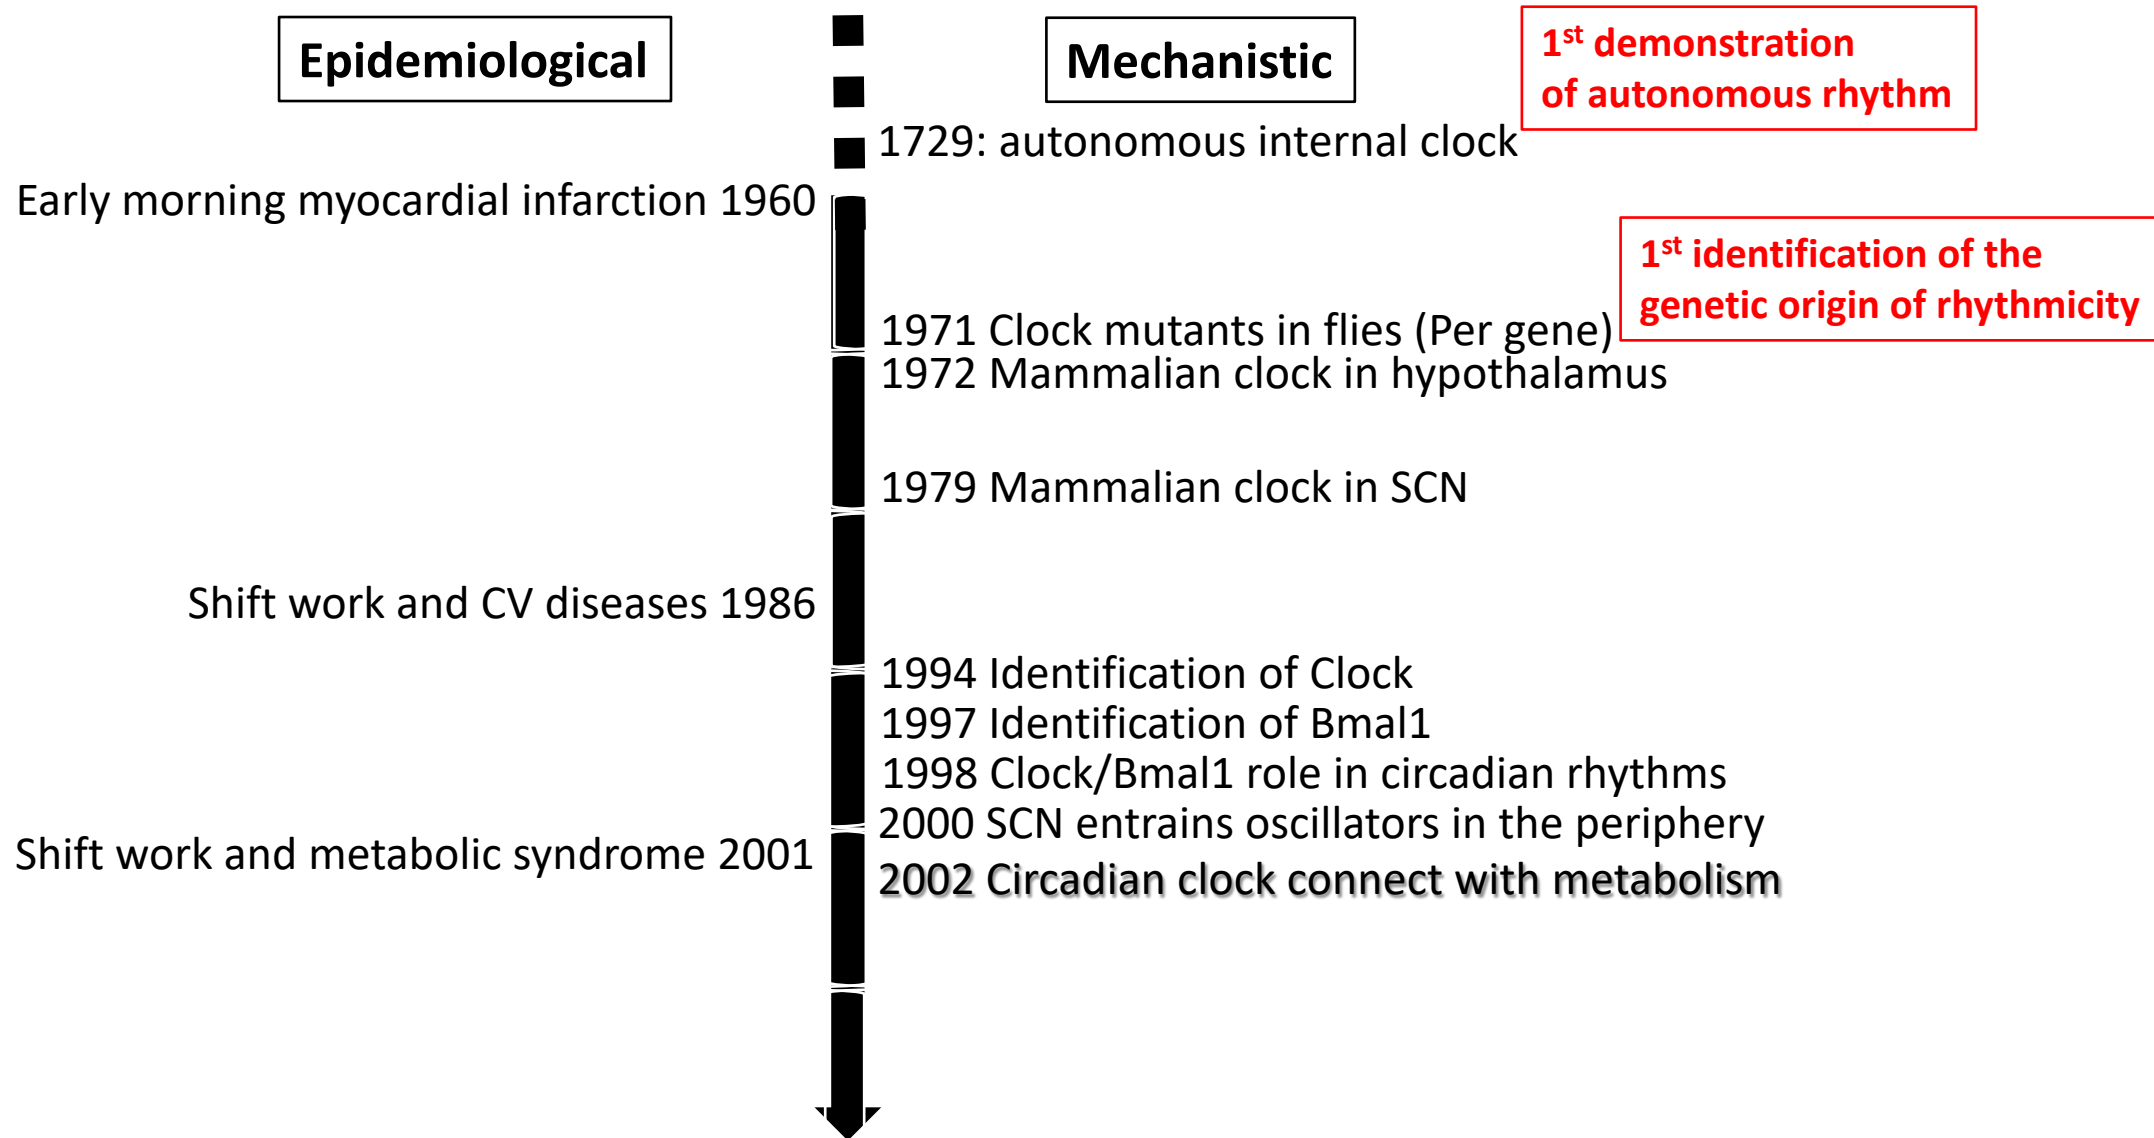 Epidemiological
Mechanistic
1st demonstration
of autonomous rhythm
1729: autonomous internal clock
Early morning myocardial infarction 1960
1st identification of the
genetic origin of rhythmicity
1971 Clock mutants in flies (Per gene)
1972 Mammalian clock in hypothalamus
1979 Mammalian clock in SCN
Shift work and CV diseases 1986
1994 Identification of Clock
1997 Identification of Bmal1
1998 Clock/Bmal1 role in circadian rhythms
2000 SCN entrains oscillators in the periphery
Shift work and metabolic syndrome 2001
2002 Circadian clock connect with metabolism